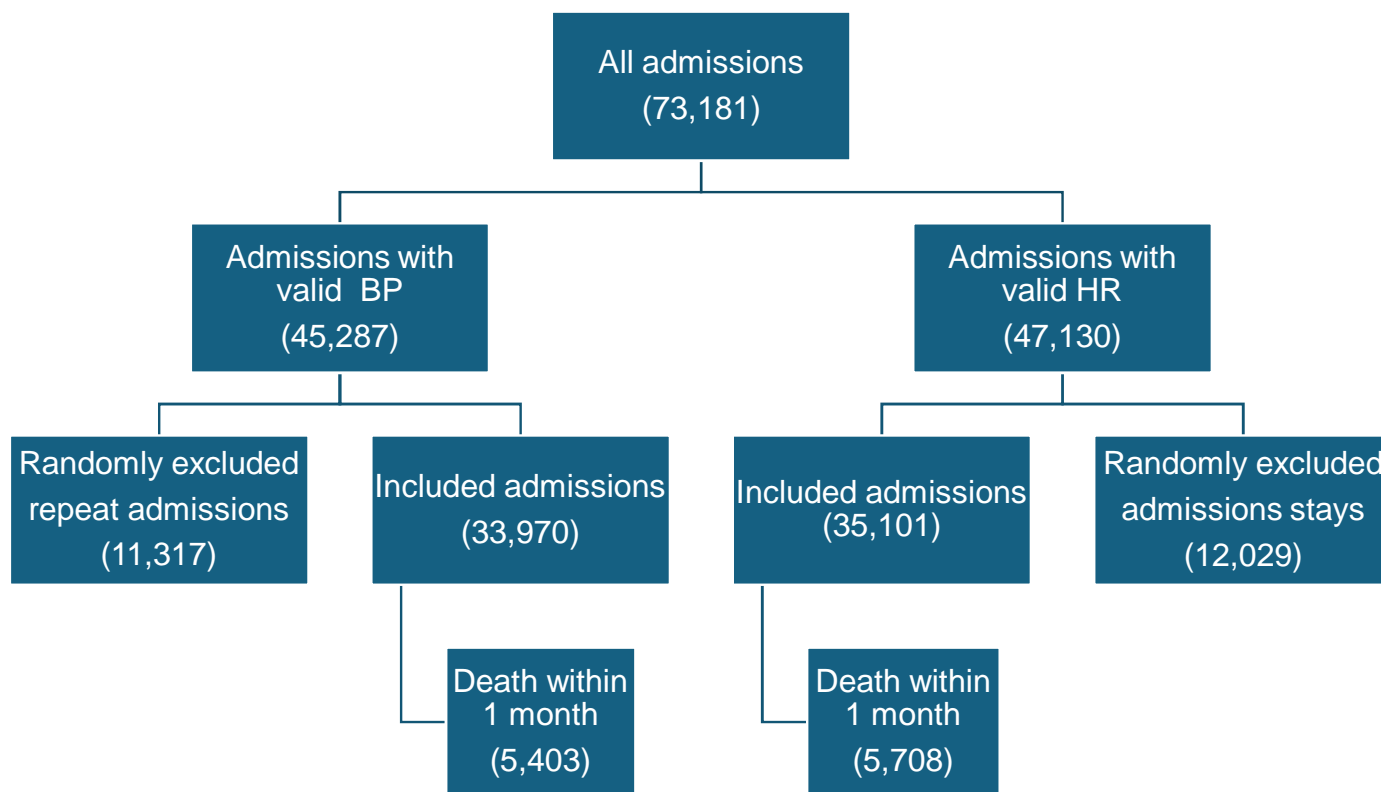 All admissions
(73,181)
Admissions with
valid  BP
(45,287)
Admissions with
valid HR
(47,130)
Randomly excluded
repeat admissions
(11,317)
Included admissions
(33,970)
Included admissions
(35,101)
Randomly excluded
admissions stays
(12,029)
Death within
1 month
(5,403)
Death within
1 month
(5,708)